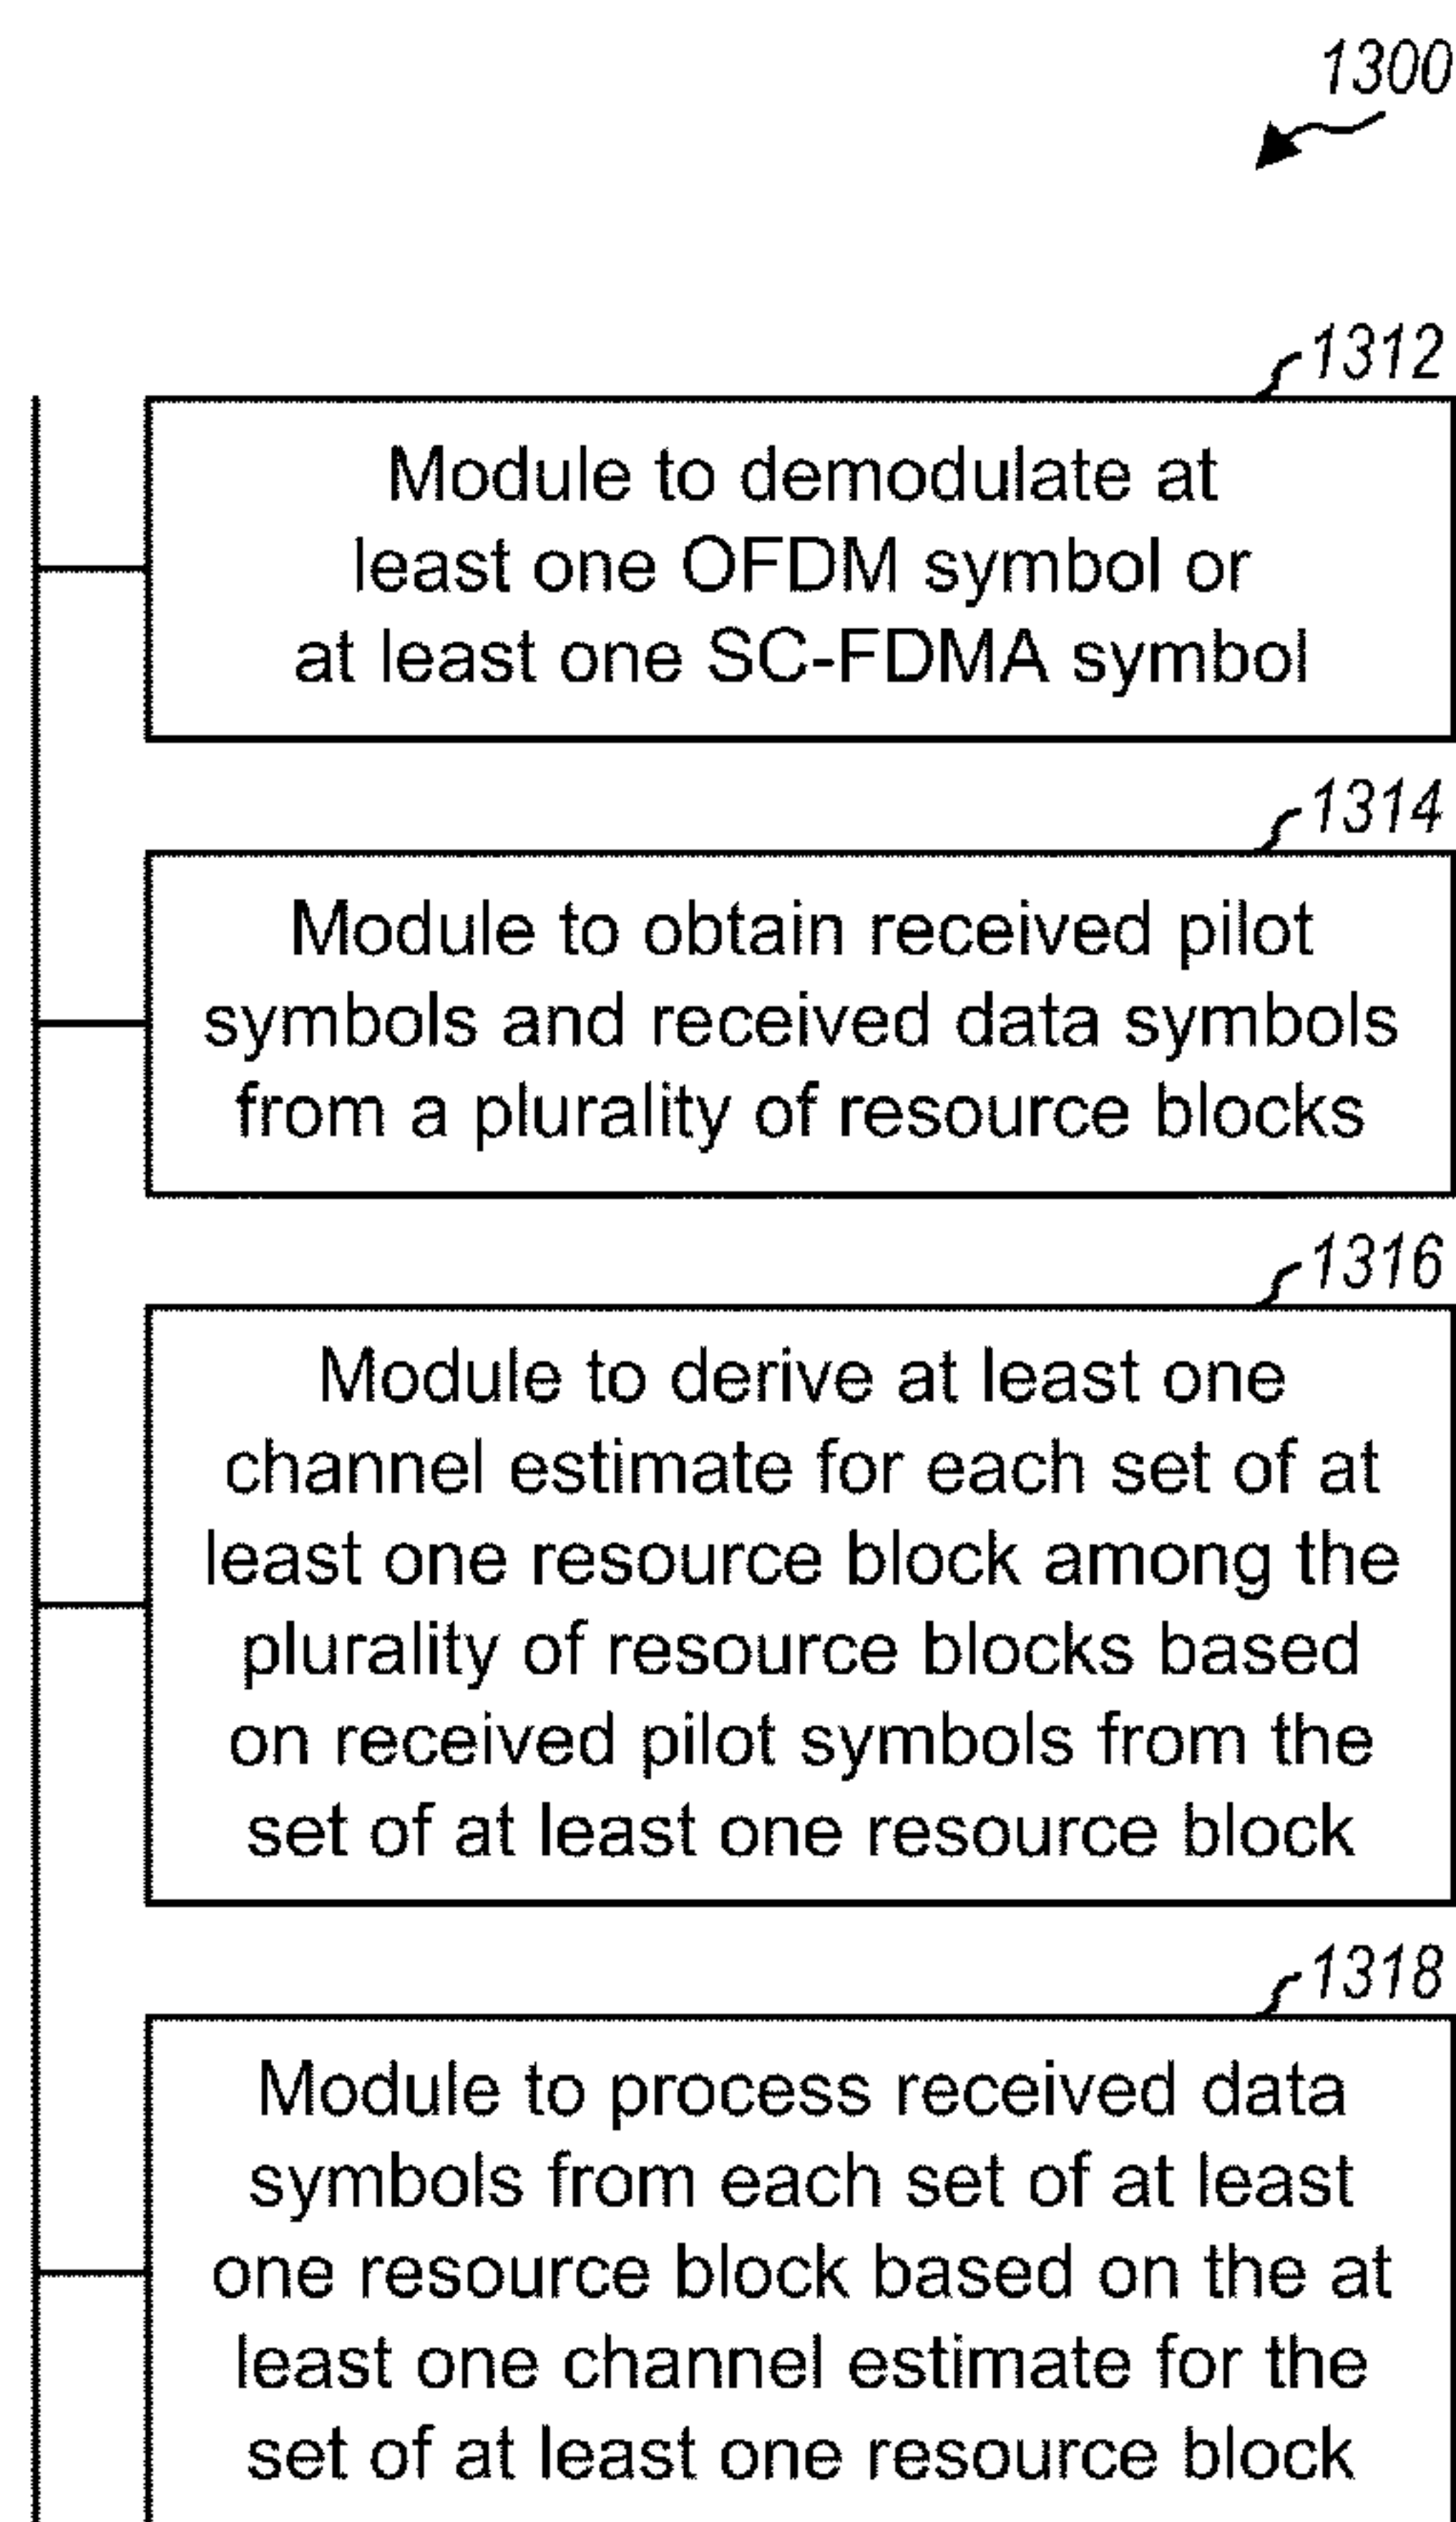 1300
1312
Module to demodulate at
least one OFDM symbol or
at least one SC-FDMA symbol
1314
Module to obtain received pilot
symbols and received data symbols
from a plurality of resource blocks
1316
Module to derive at least one
channel estimate for each set of at
least one resource block among the
plurality of resource blocks based
on received pilot symbols from the
set of at least one resource block
1318
Module to process received data
symbols from each set of at least
one resource block based on the at
least one channel estimate for the
set of at least one resource block